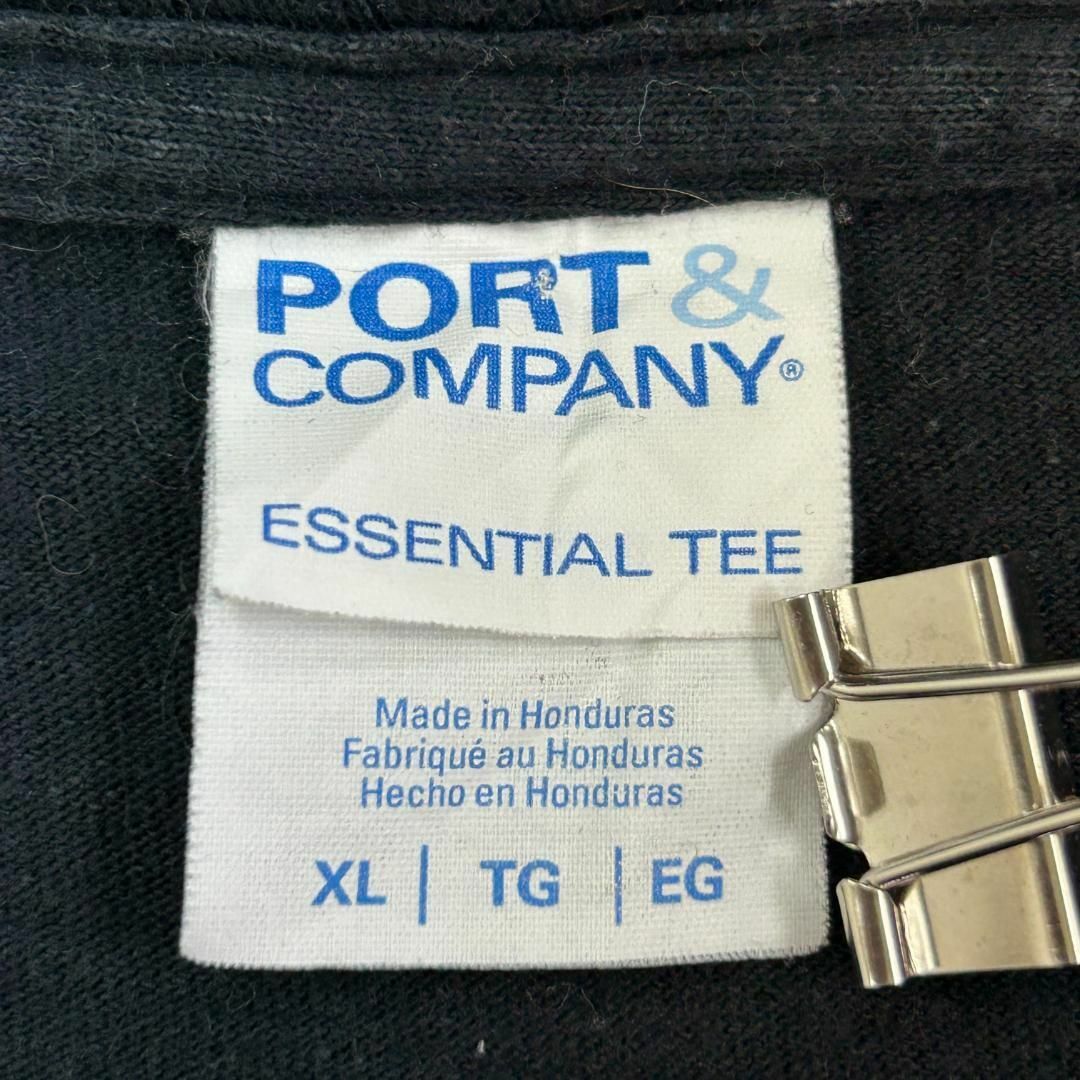 PORT &
COMPANY®
ESSENTIAL TEE
Made in Honduras
Fabriqué au Honduras
Hecho en Honduras
XL | TG | EG